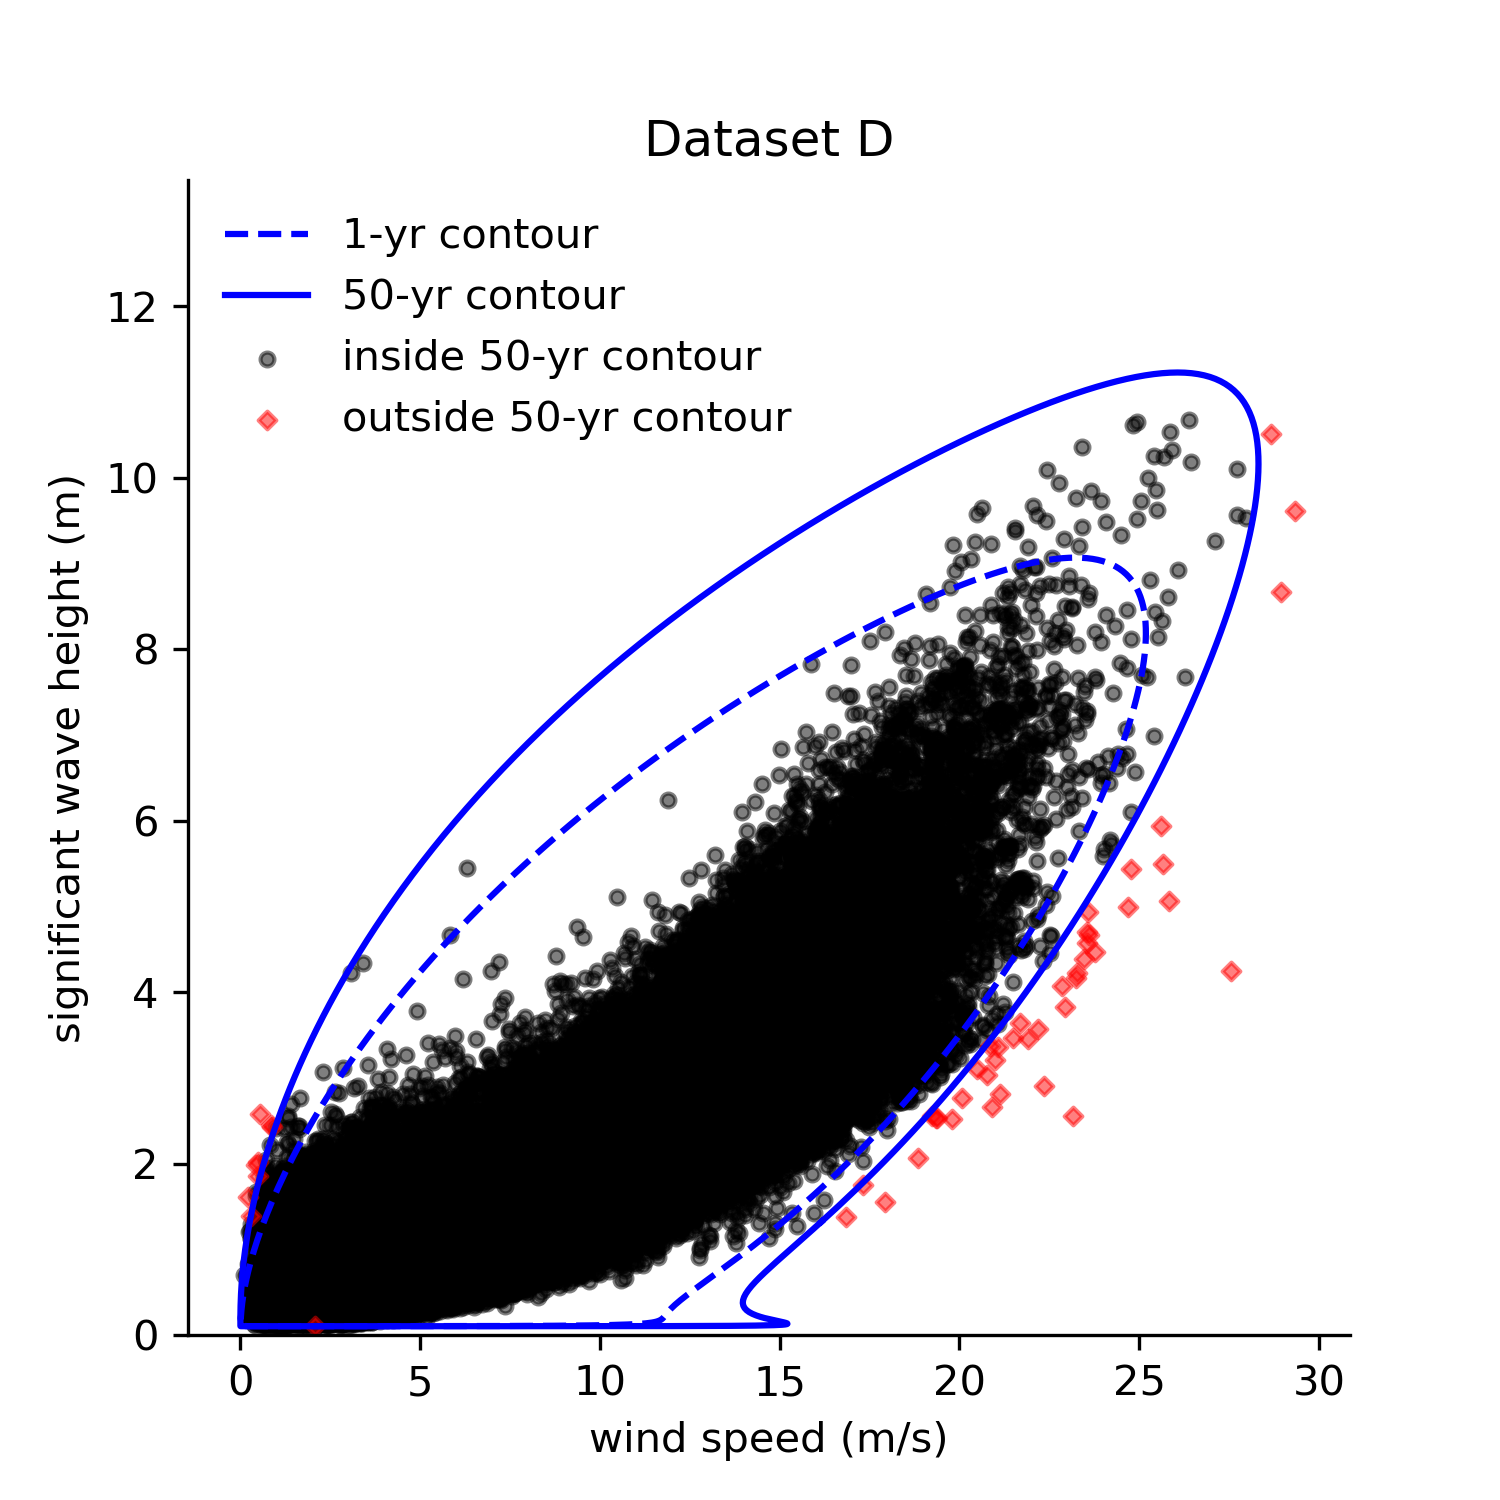 Dataset D
1-yr contour
50-yr contour
inside 50-yr contour
outside 50-yr contour
significant wave height (m)
12
10
8
6
4
2
0
0 5 10 15 20 25 30
wind speed (m/s)